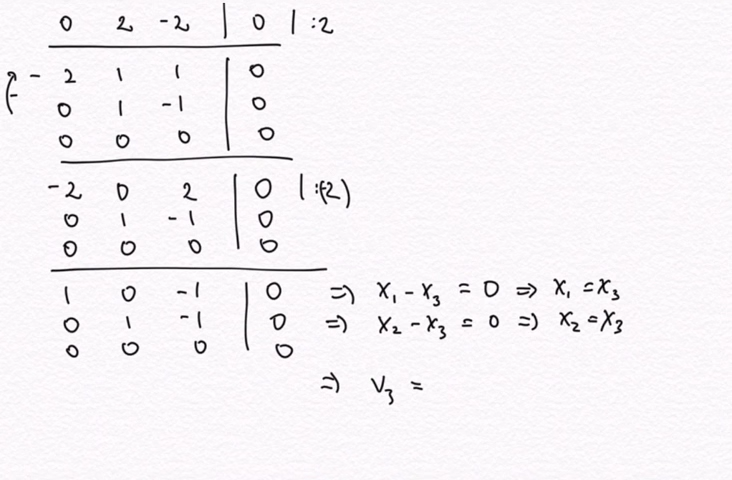 0 2 -2 | 0 | :2
- 2 1 1 | 0
0 1 -1 | 0
0 0 0 | 0
-2 0 2 | 0 | :(-2)
0 1 -1 | 0
0 0 0 | 0
1 0 -1 | 0 ⇒ x₁ - x₃ = 0 ⇒ x₁ = x₃
0 1 -1 | 0 ⇒ x₂ - x₃ = 0 ⇒ x₂ = x₃
0 0 0 | 0
⇒ v₃ =